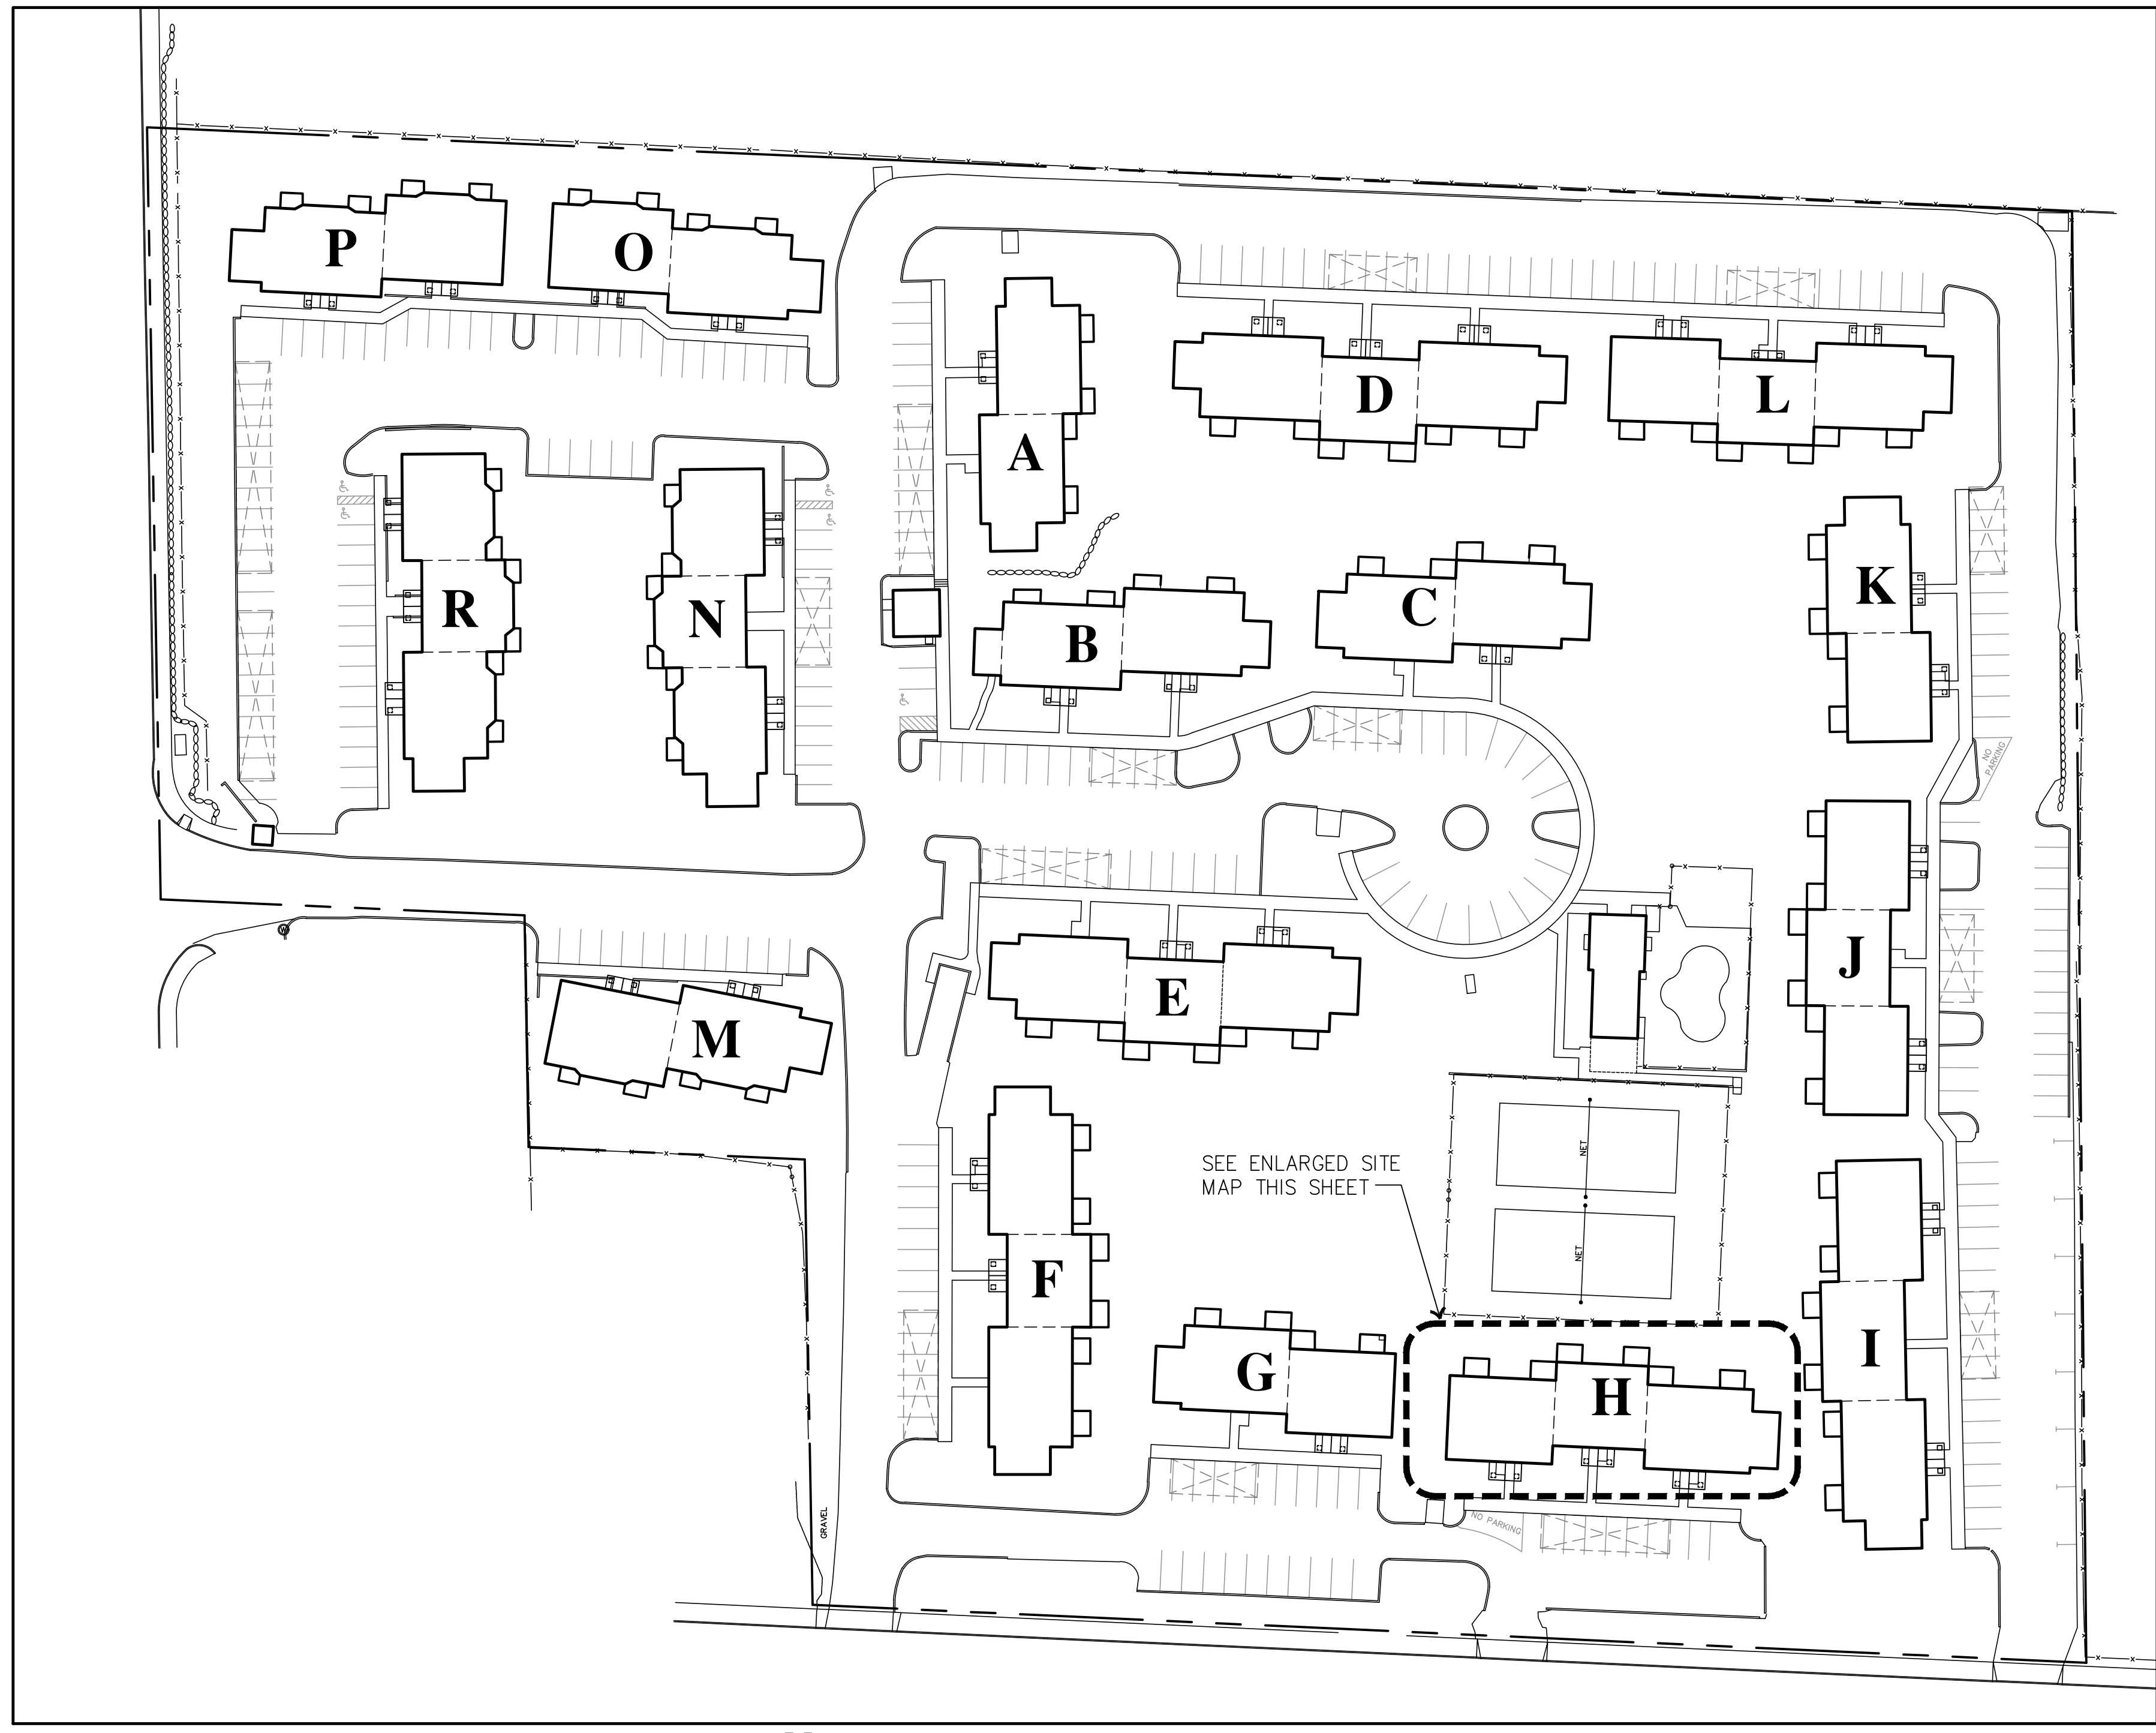 P
O
D
L
A
K
R
N
C
B
NO
PARKING
J
E
M
W
NET
SEE ENLARGED SITE
MAP THIS SHEET
NET
F
I
G
H
GRAVEL
NO PARKING